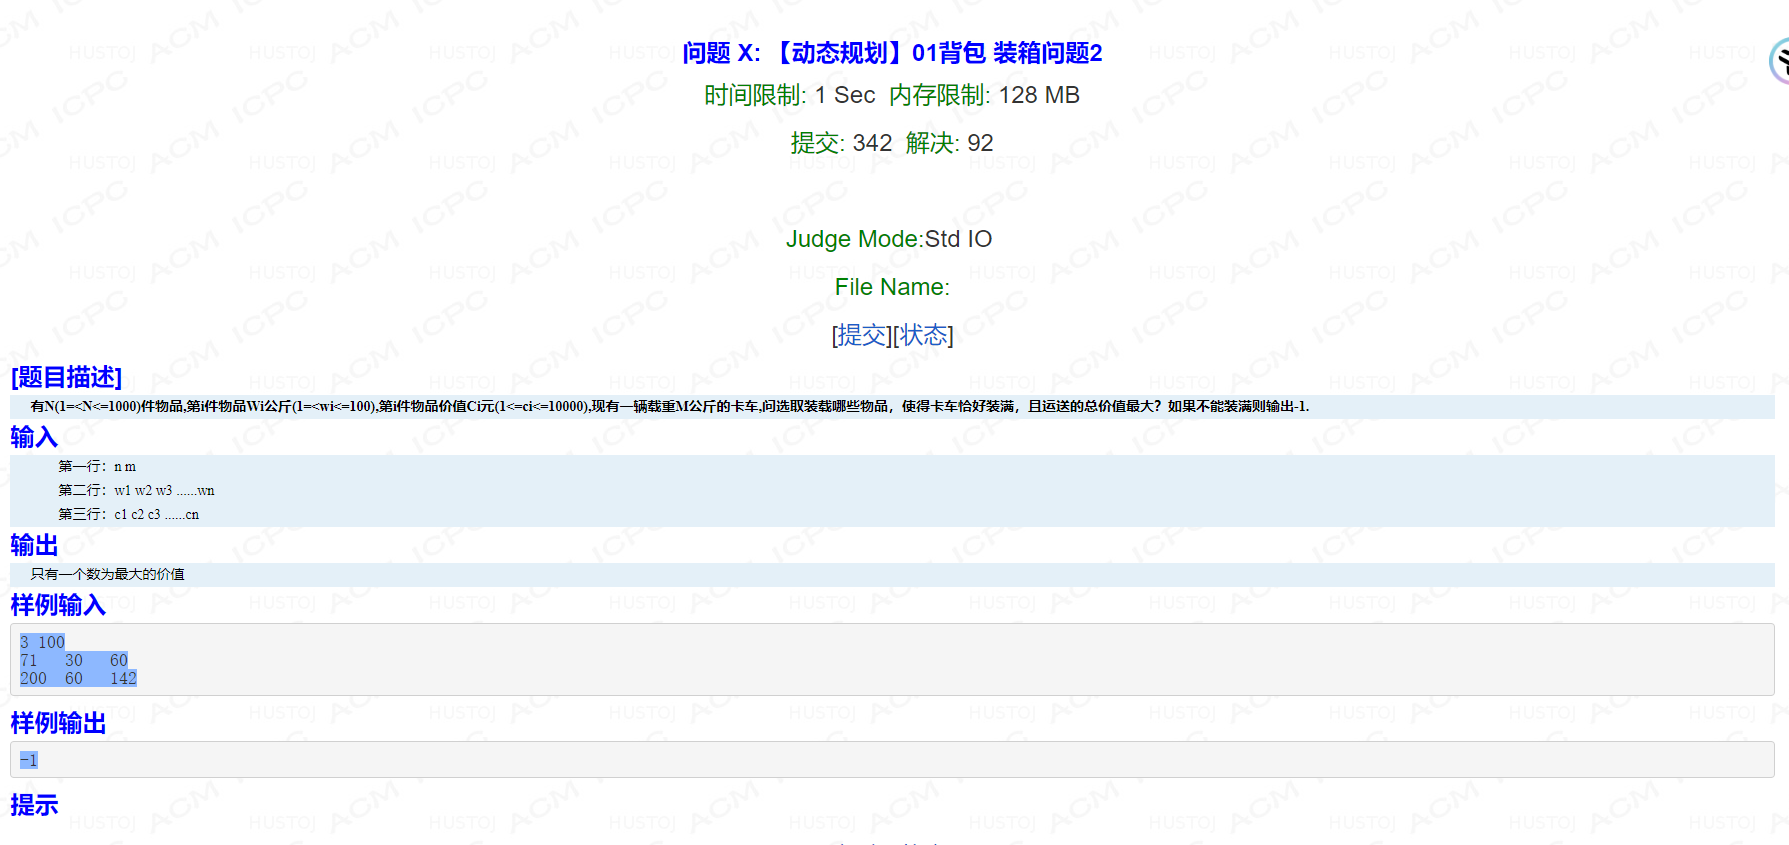 问题 X: 【动态规划】01背包 装箱问题2
时间限制: 1 Sec  内存限制: 128 MB
提交: 342  解决: 92
Judge Mode:Std IO
File Name:
[提交][状态]
[题目描述]
有N(1=<N<=1000)件物品,第i件物品Wi公斤(1=<wi<=100),第i件物品价值Ci元(1<=ci<=10000),现有一辆载重M公斤的卡车,问选取装载哪些物品，使得卡车恰好装满，且运送的总价值最大？如果不能装满则输出-1.
输入
第一行：n m
第二行：w1 w2 w3 ......wn
第三行：c1 c2 c3 ......cn
输出
只有一个数为最大的价值
样例输入
3 100
71 30 60
200 60 142
样例输出
-1
提示